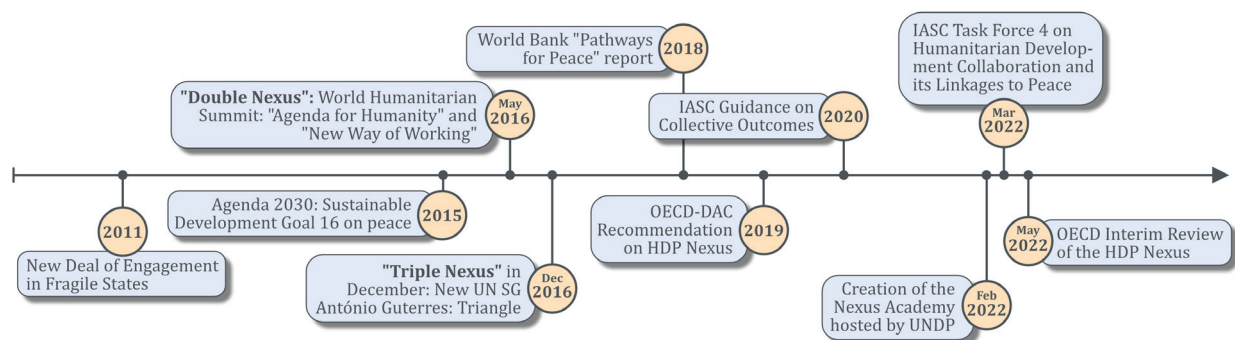 2011
New Deal of Engagement
in Fragile States
Agenda 2030: Sustainable
Development Goal 16 on peace
2015
"Double Nexus": World Humanitarian
Summit: "Agenda for Humanity" and
"New Way of Working"
May
2016
"Triple Nexus" in
December: New UN SG
António Guterres: Triangle
Dec
2016
World Bank "Pathways
for Peace" report
2018
OECD-DAC
Recommendation
on HDP Nexus
2019
IASC Guidance on
Collective Outcomes
2020
Creation of the
Nexus Academy
hosted by UNDP
Feb
2022
IASC Task Force 4 on
Humanitarian Develop-
ment Collaboration and
its Linkages to Peace
Mar
2022
May
2022
OECD Interim Review
of the HDP Nexus